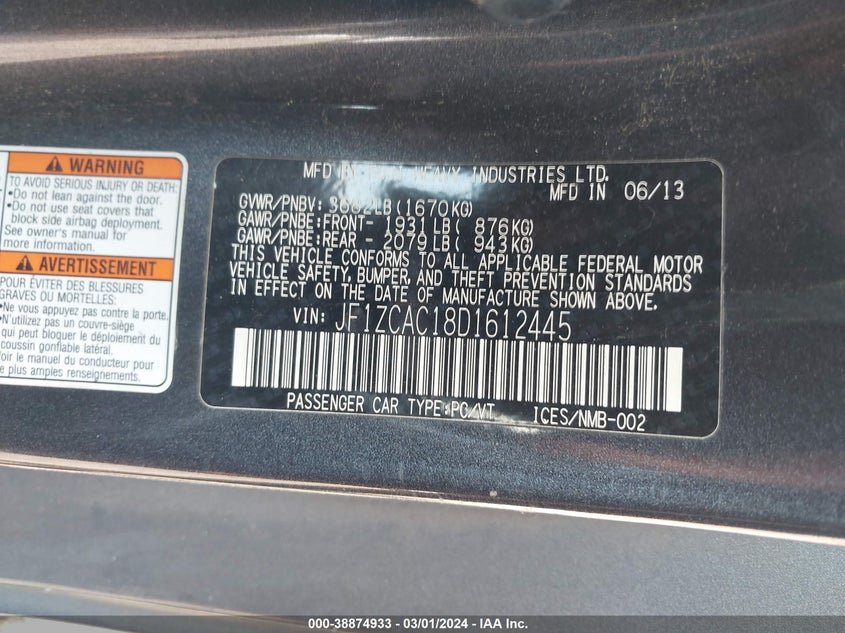 WARNING
TO AVOID SERIOUS INJURY OR DEATH:
•Do not lean against the door.
•Do not use seat covers that
block side airbag deployment.
See owner's manual for
more information.
AVERTISSEMENT
POUR ÉVITER DES BLESSURES
GRAVES OU MORTELLES:
•Ne vous appuyez pas contre la porte.
•N'utilisez pas un couvre-siège
qui peut bloquer le déploiement du
coussin gonflable latéral.
Voir le manuel du conducteur pour
de plus amples renseignements.
MFD HEAVY INDUSTRIES LTD.
MFD IN 06/13
GVWR/PNBV: (1670KG)
GAWR/PNBE:FRONT- 1931LB( 876KG)
GAWR/PNBE:REAR - 2079LB( 943KG)
THIS VEHICLE CONFORMS TO ALL APPLICABLE FEDERAL MOTOR
VEHICLE SAFETY, BUMPER, AND THEFT PREVENTION STANDARDS
IN EFFECT ON THE DATE OF MANUFACTURE SHOWN ABOVE.
VIN: JF1ZCAC18D1612445
PASSENGER CAR TYPE:PC/VT ICES/NMB-002
000-38874933 - 03/01/2024 - IAA Inc.